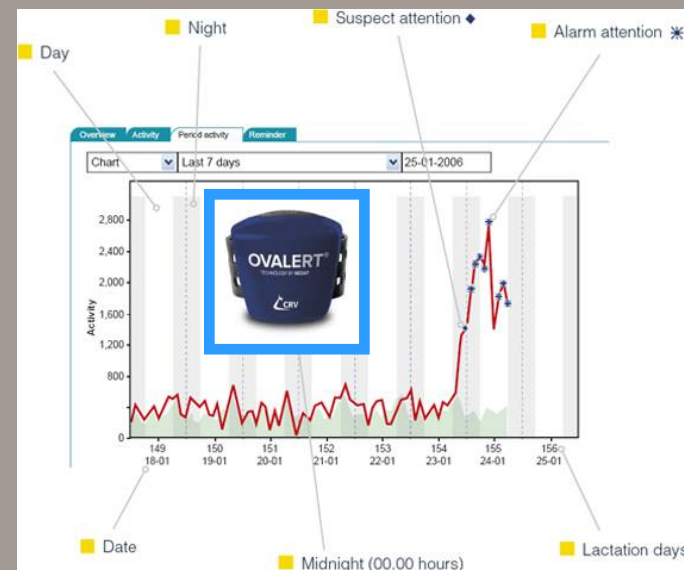 Suspect attention
Night
Alarm attention
Day
Overview Activity Period activity Reminder
Chart Last 7 days 25-01-2006
2,800
2,400
2,000
1,600
1,200
800
0
Activity
OVALERT®
TECHNOLOGY BY NEDAP
CRV
149 150 151 152 153 154 155 156
18-01 19-01 20-01 21-01 22-01 23-01 24-01 25-01
Date
Lactation days
Midnight (00.00 hours)